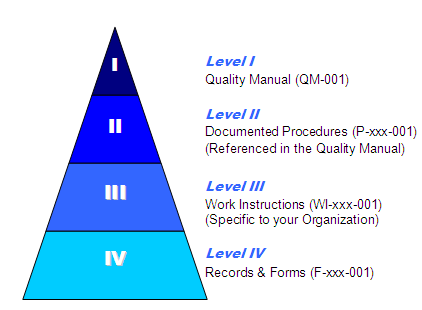 I
Level I
Quality Manual (QM-001)
II
Level II
Documented Procedures (P-xxx-001)
(Referenced in the Quality Manual)
III
Level III
Work Instructions (WI-xxx-001)
(Specific to your Organization)
IV
Level IV
Records & Forms (F-xxx-001)